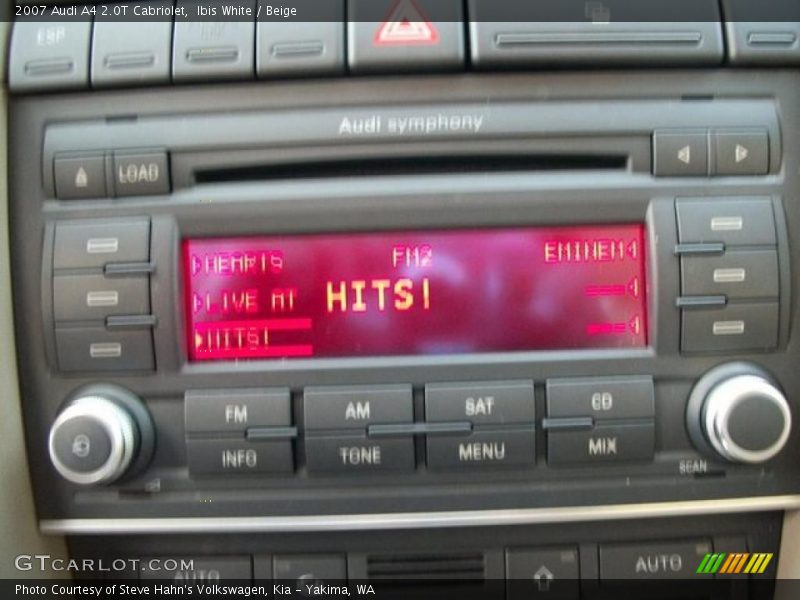 2007 Audi A4 2.0T Cabriolet, Ibis White / Beige
ESP
Audi symphony
LOAD
HEARTS FM2 EMINEM
LIVE AT HITS!
HITS!
FM AM SAT CD
INFO TONE MENU MIX
SCAN
AUTO AUTO
GTCARLOT.COM
Photo Courtesy of Steve Hahn's Volkswagen, Kia - Yakima, WA